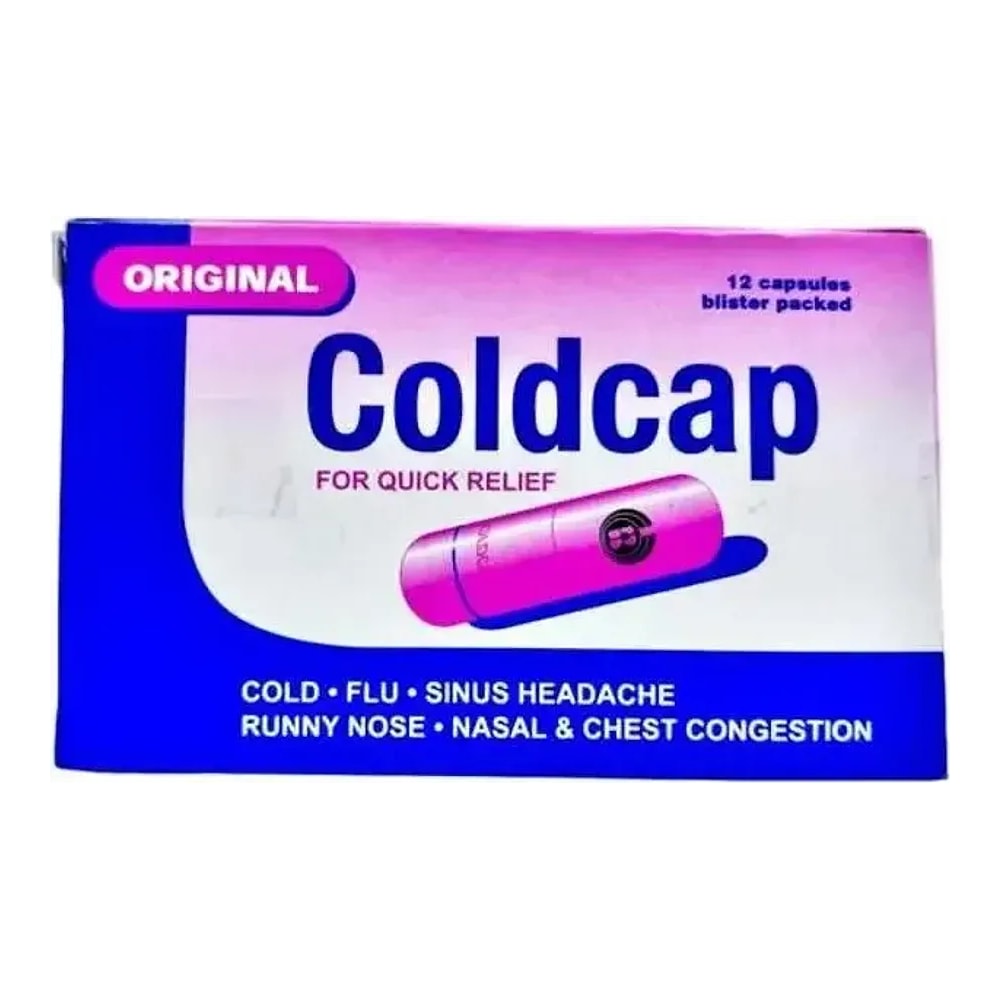 ORIGINAL
12 capsules
blister packed
Coldcap
FOR QUICK RELIEF
COLD • FLU • SINUS HEADACHE
RUNNY NOSE • NASAL & CHEST CONGESTION